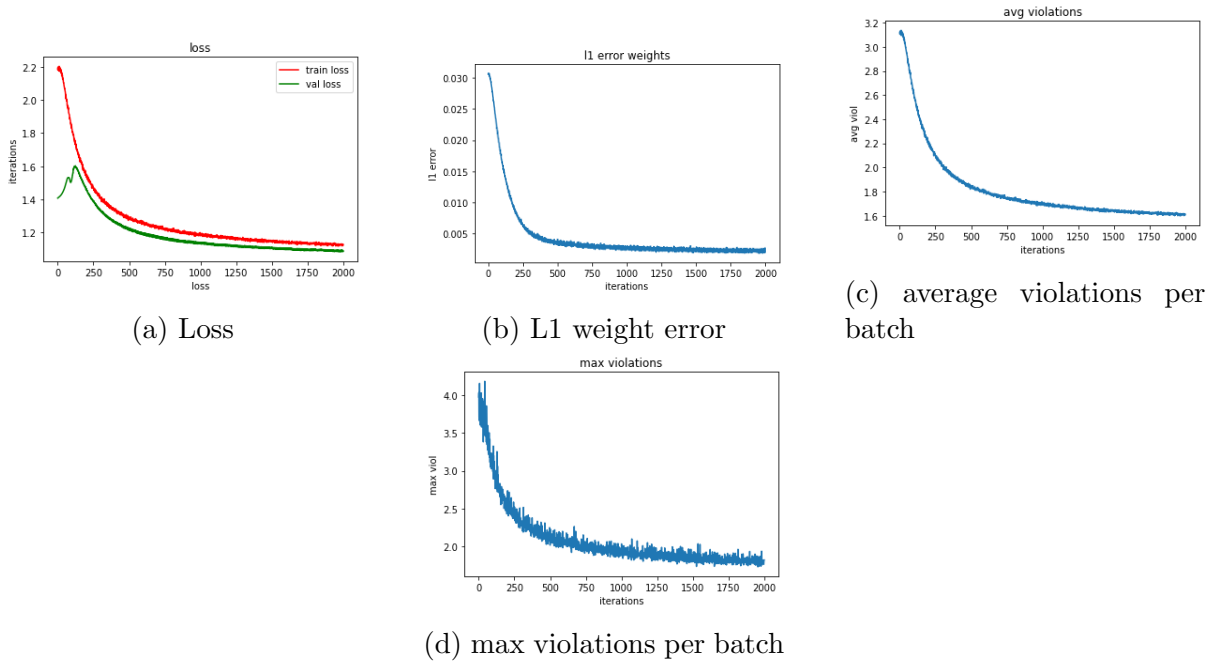 loss
train loss
val loss
iterations
2.2
2.0
1.8
1.6
1.4
1.2
0 250 500 750 1000 1250 1500 1750 2000
loss
(a) Loss
l1 error weights
l1 error
0.030
0.025
0.020
0.015
0.010
0.005
0 250 500 750 1000 1250 1500 1750 2000
iterations
(b) L1 weight error
avg violations
avg viol
3.2
3.0
2.8
2.6
2.4
2.2
2.0
1.8
1.6
0 250 500 750 1000 1250 1500 1750 2000
iterations
(c) average violations per
batch
max violations
max viol
4.0
3.5
3.0
2.5
2.0
0 250 500 750 1000 1250 1500 1750 2000
iterations
(d) max violations per batch